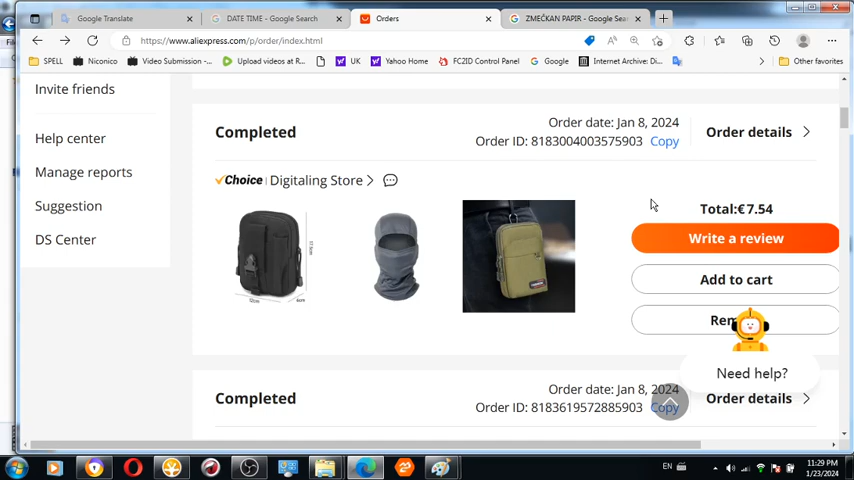 Google Translate
DATE TIME - Google Search
Orders
ZMEČKAN PAPIR - Google Sea
https://www.aliexpress.com/p/order/index.html
SPELL
Niconico
Video Submission -...
Upload videos at R...
UK
Yahoo Home
FC2ID Control Panel
Google
Internet Archive: Di...
Other favorites
Invite friends
Help center
Manage reports
Suggestion
DS Center
Completed
Order date: Jan 8, 2024
Order ID: 8183004003575903 Copy
Order details
Choice Digitaling Store
12cm
6cm
Total:€7.54
Write a review
Add to cart
Rem
Need help?
Completed
Order date: Jan 8, 2024
Order ID: 8183619572885903 Copy
Order details
EN
11:29 PM
1/23/2024